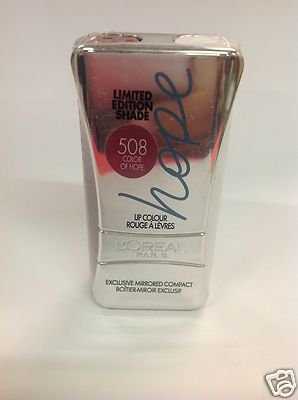 LIMITED
EDITION
SHADE
508
COLOR
OF HOPE
hope
LIP COLOUR
ROUGE À LÈVRES
L'ORÉAL
PARIS
EXCLUSIVE MIRRORED COMPACT
BOÎTIER-MIROIR EXCLUSIF